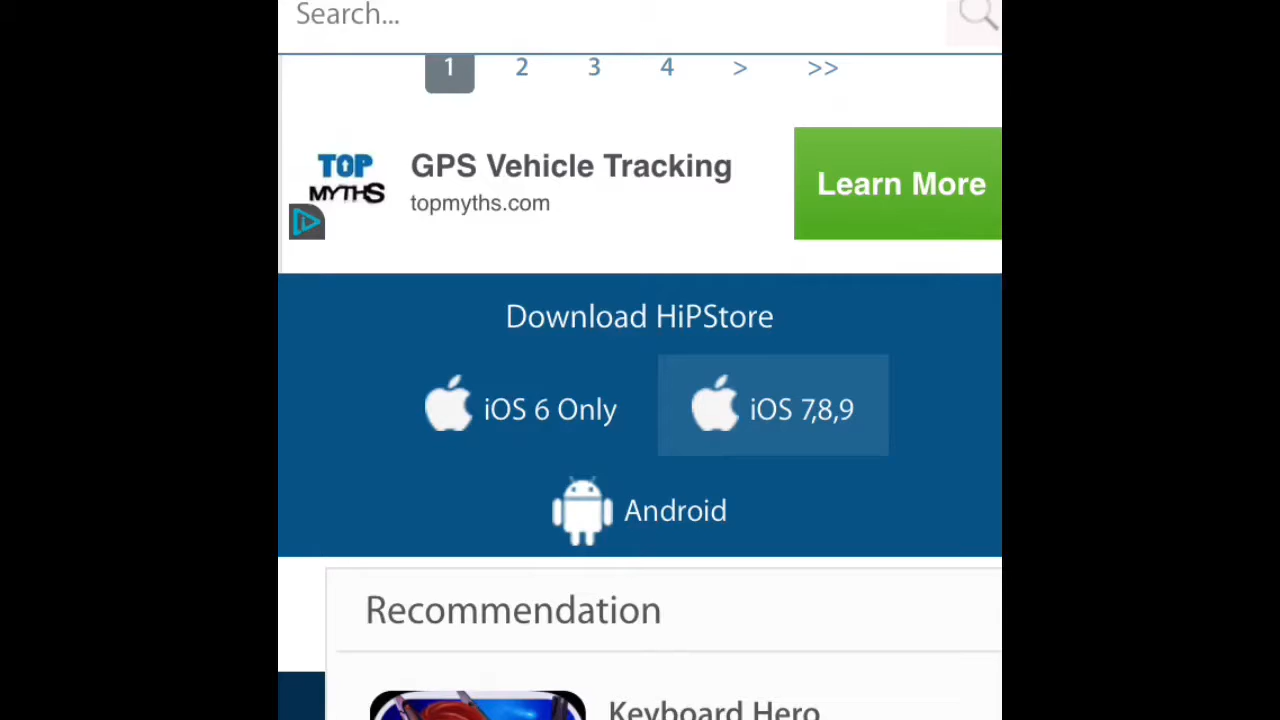 Search...
1 2 3 4 > >>
TOP
MYTHS
GPS Vehicle Tracking
topmyths.com
Learn More
Download HiPStore
iOS 6 Only
iOS 7,8,9
Android
Recommendation
Keyboard Hero